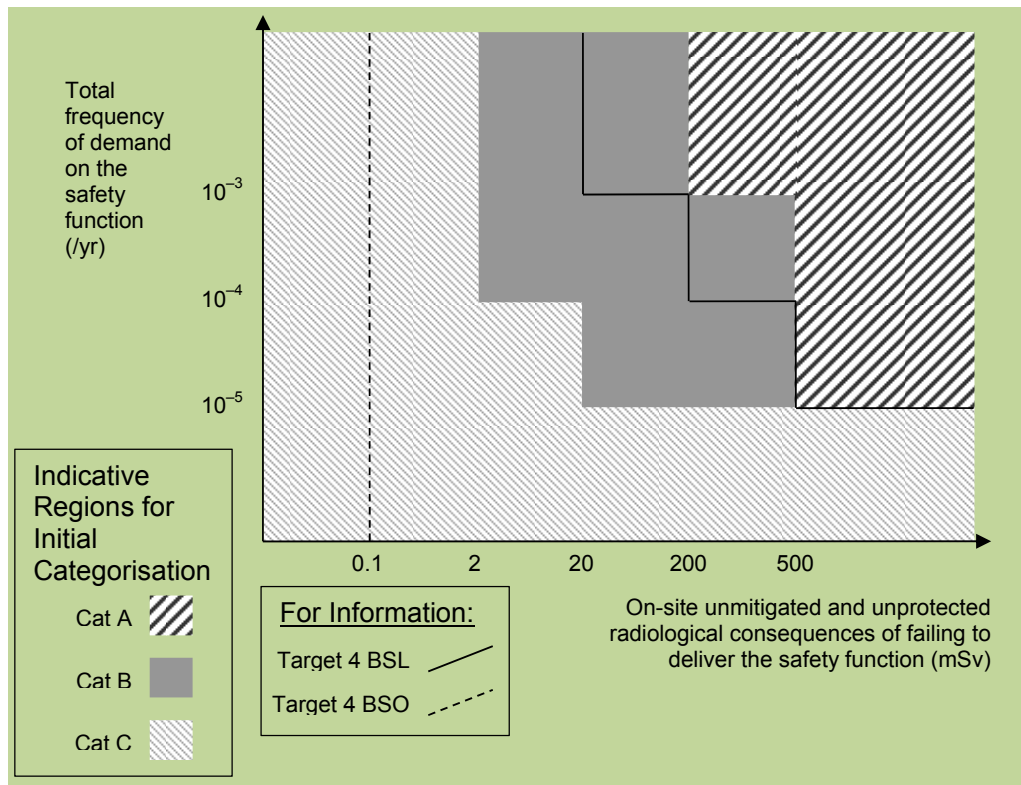 Total
frequency
of demand
on the
safety
function
(/yr)
10⁻³
10⁻⁴
10⁻⁵
0.1 2 20 200 500
On-site unmitigated and unprotected
radiological consequences of failing to
deliver the safety function (mSv)
Indicative
Regions for
Initial
Categorisation
Cat A
Cat B
Cat C
For Information:
Target 4 BSL
Target 4 BSO